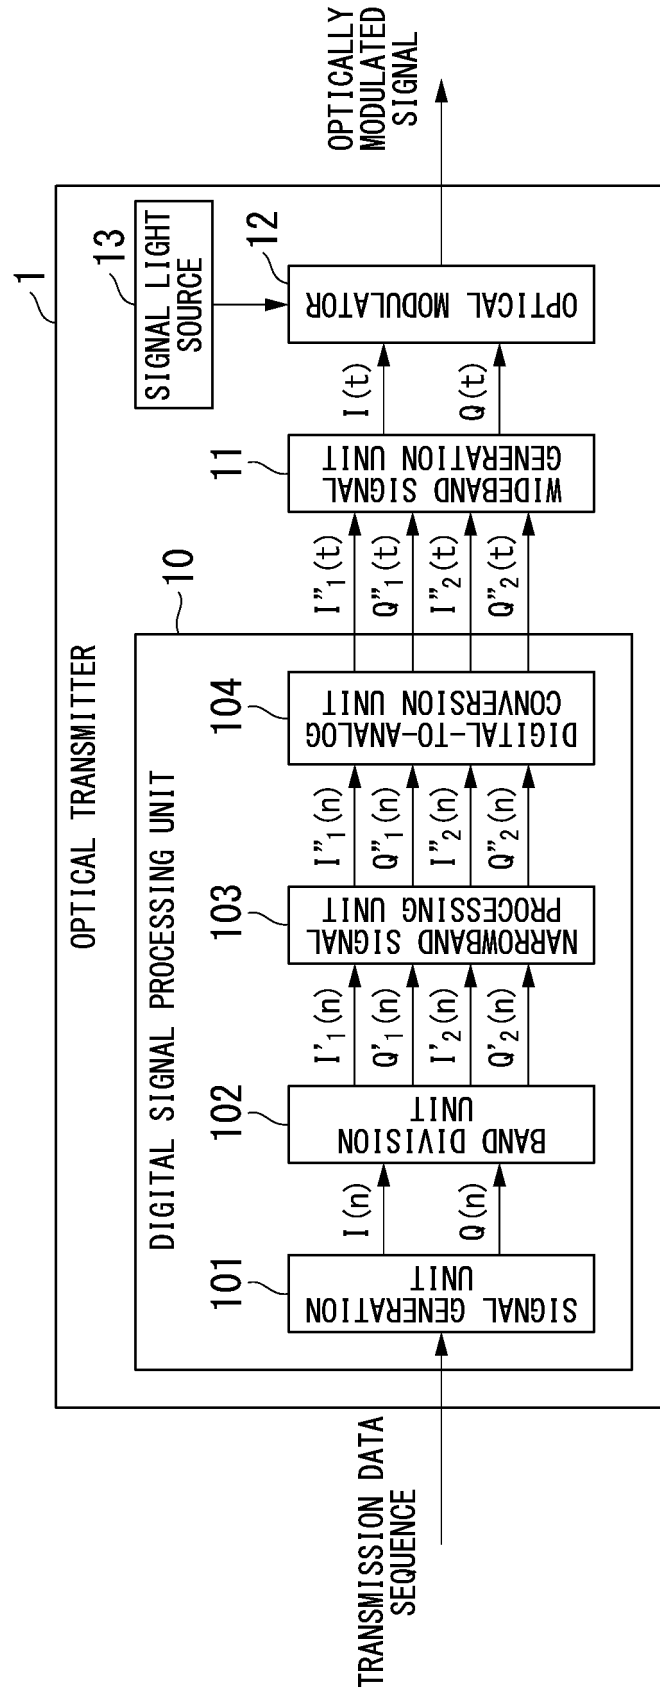 1
OPTICAL TRANSMITTER
10
DIGITAL SIGNAL PROCESSING UNIT
TRANSMISSION DATA
SEQUENCE
101
SIGNAL GENERATION
UNIT
I(n)
Q(n)
102
BAND DIVISION
UNIT
I'1(n)
Q'1(n)
I'2(n)
Q'2(n)
103
NARROWBAND SIGNAL
PROCESSING UNIT
I"1(n)
Q"1(n)
I"2(n)
Q"2(n)
104
DIGITAL-TO-ANALOG
CONVERSION UNIT
I"1(t)
Q"1(t)
I"2(t)
Q"2(t)
11
WIDEBAND SIGNAL
GENERATION UNIT
I(t)
Q(t)
13
SIGNAL LIGHT
SOURCE
12
OPTICAL MODULATOR
OPTICALLY
MODULATED
SIGNAL